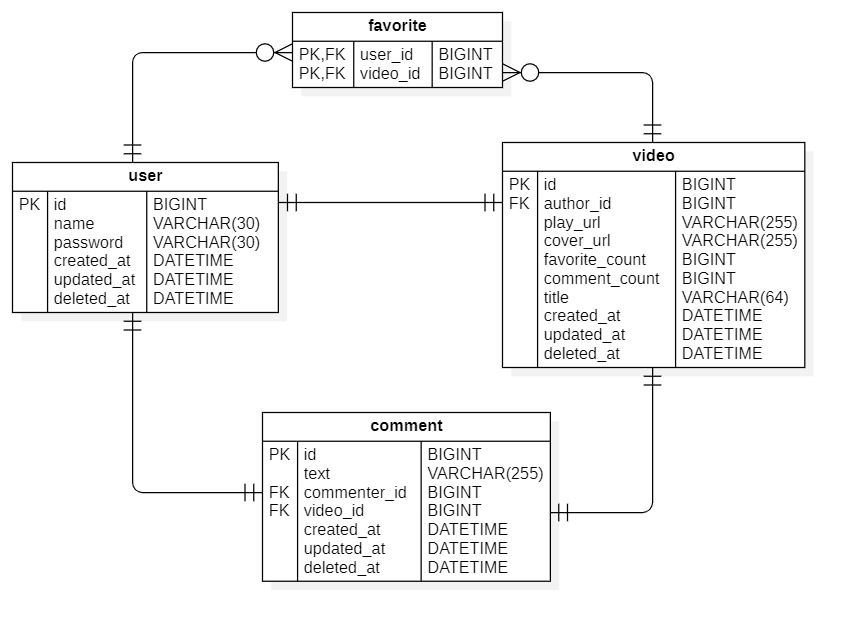 favorite
PK,FK user_id BIGINT
PK,FK video_id BIGINT
user
PK id BIGINT
name VARCHAR(30)
password VARCHAR(30)
created_at DATETIME
updated_at DATETIME
deleted_at DATETIME
video
PK id BIGINT
FK author_id BIGINT
play_url VARCHAR(255)
cover_url VARCHAR(255)
favorite_count BIGINT
comment_count BIGINT
title VARCHAR(64)
created_at DATETIME
updated_at DATETIME
deleted_at DATETIME
comment
PK id BIGINT
text VARCHAR(255)
FK commenter_id BIGINT
FK video_id BIGINT
created_at DATETIME
updated_at DATETIME
deleted_at DATETIME